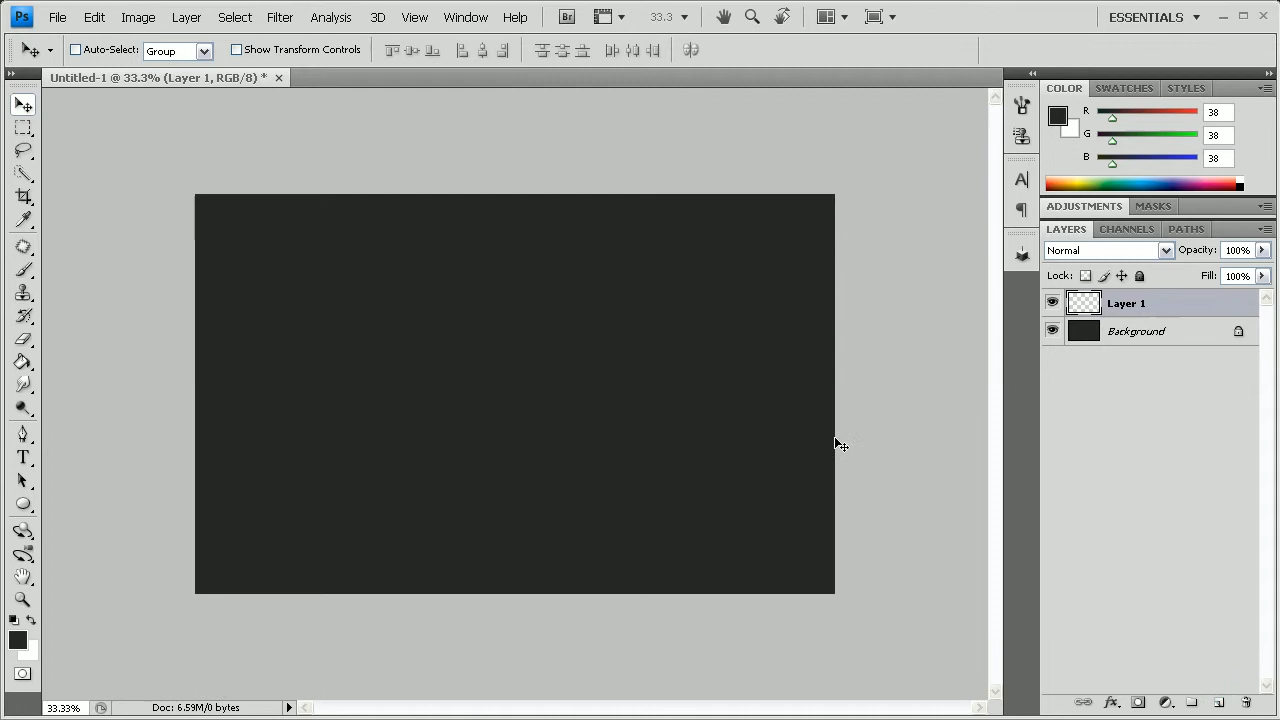 Ps File Edit Image Layer Select Filter Analysis 3D View Window Help Br 33.3 ESSENTIALS
Auto-Select: Group Show Transform Controls
Untitled-1 @ 33.3% (Layer 1, RGB/8) *
COLOR SWATCHES STYLES
R 38
G 38
B 38
ADJUSTMENTS MASKS
LAYERS CHANNELS PATHS
Normal Opacity: 100%
Lock: Fill: 100%
Layer 1
Background
33.33% Doc: 6.59M/0 bytes